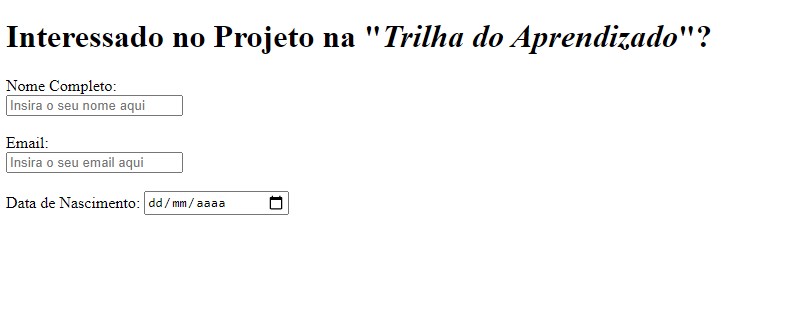 Interessado no Projeto na "Trilha do Aprendizado"?
Nome Completo:
Insira o seu nome aqui
Email:
Insira o seu email aqui
Data de Nascimento: dd/mm/aaaa